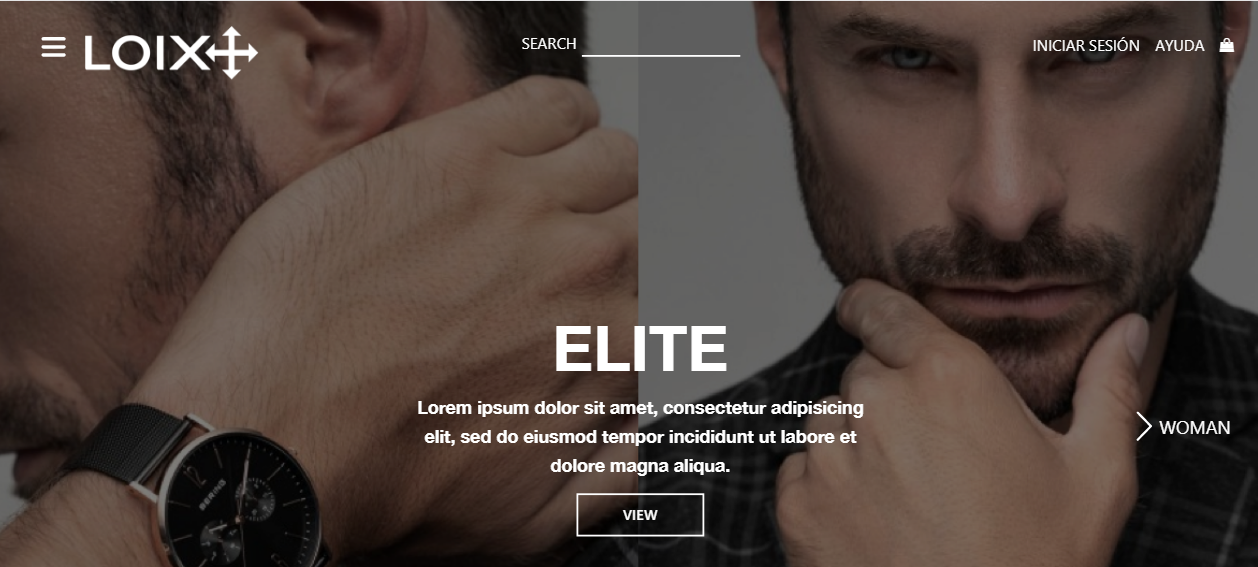 LOIX
SEARCH
INICIAR SESIÓN
AYUDA
ELITE
Lorem ipsum dolor sit amet, consectetur adipisicing
elit, sed do eiusmod tempor incididunt ut labore et
dolore magna aliqua.
WOMAN
VIEW
BERING